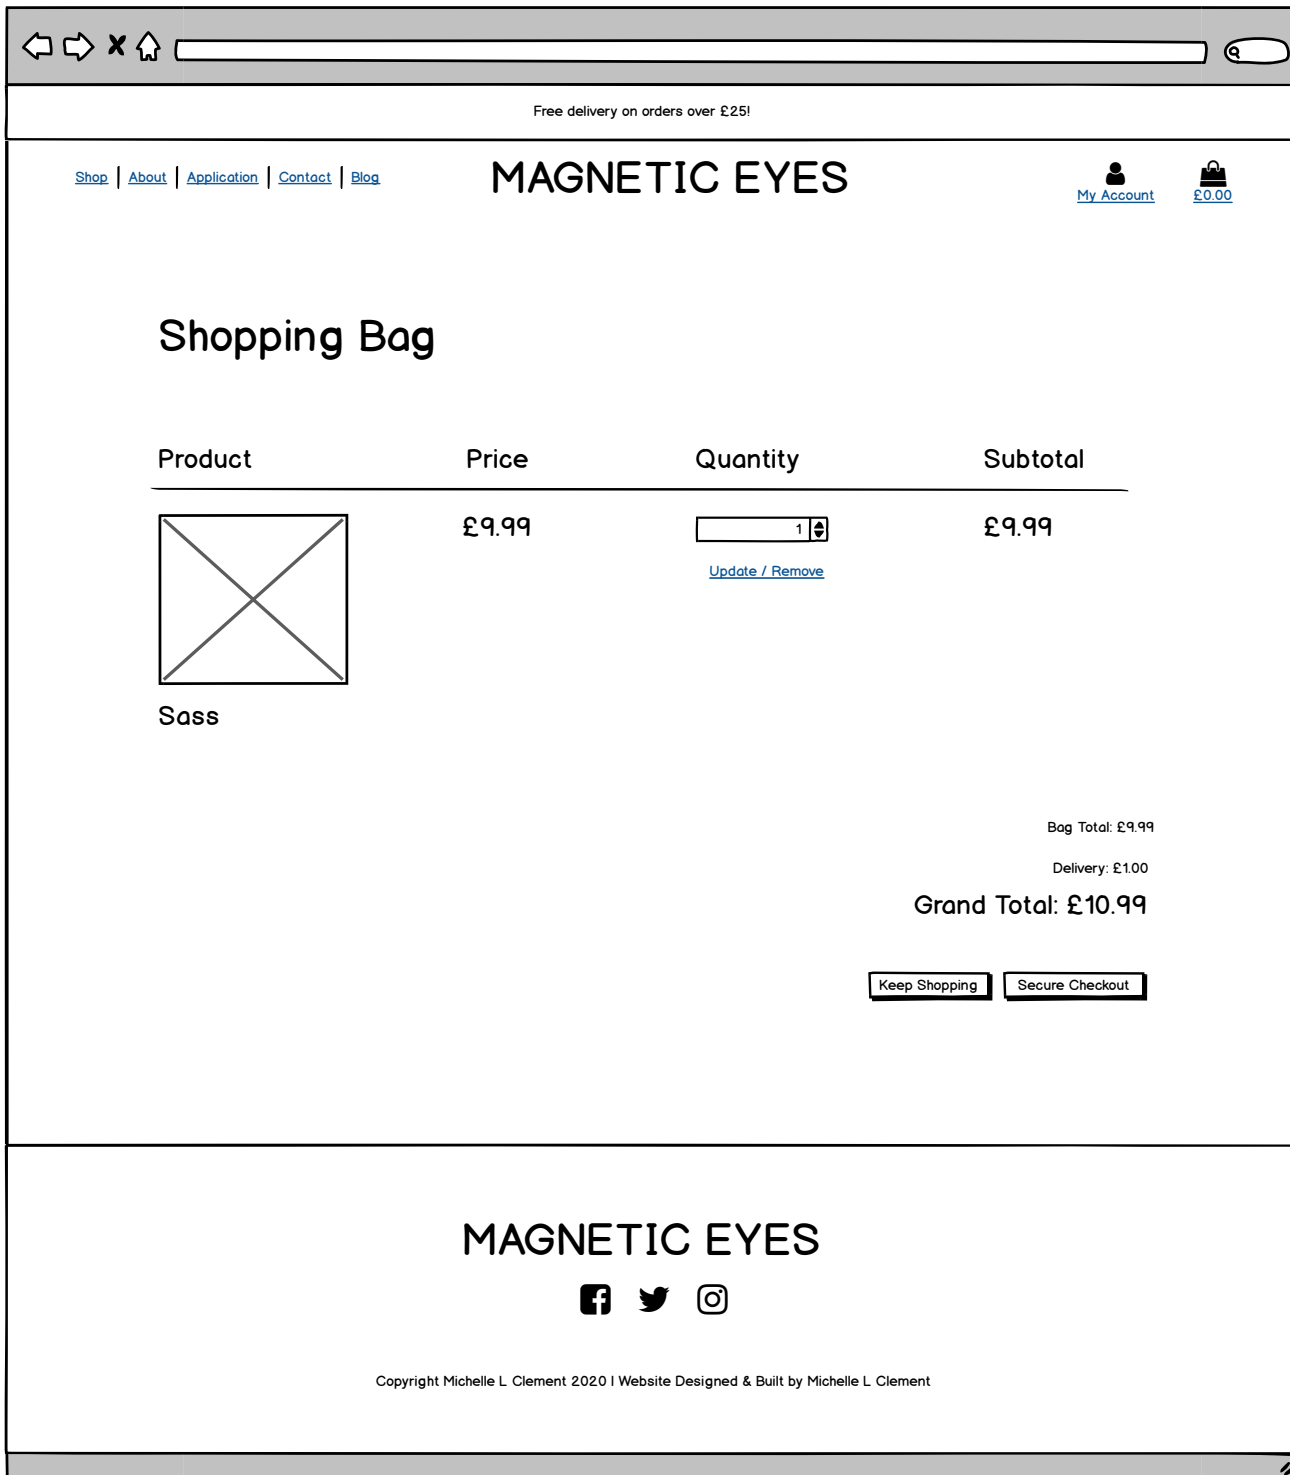 Free delivery on orders over £25!
Shop | About | Application | Contact | Blog
MAGNETIC EYES
My Account
£0.00
Shopping Bag
Product Price Quantity Subtotal
£9.99 1 £9.99
Update / Remove
Sass
Bag Total: £9.99
Delivery: £1.00
Grand Total: £10.99
Keep Shopping Secure Checkout
MAGNETIC EYES
Copyright Michelle L Clement 2020 | Website Designed & Built by Michelle L Clement